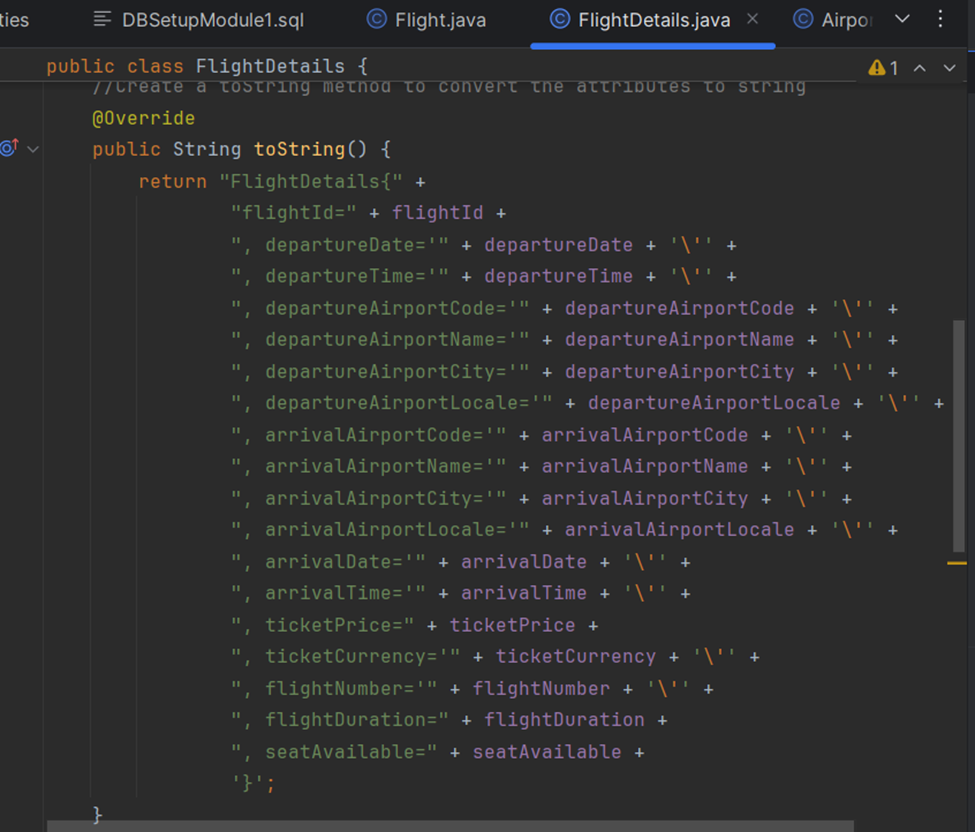 ties DBSetupModule1.sql Flight.java FlightDetails.java Airpo
public class FlightDetails { 1
//Create a toString method to convert the attributes to string
@Override
public String toString() {
return "FlightDetails{" +
"flightId=" + flightId +
", departureDate='" + departureDate + '\'' +
", departureTime='" + departureTime + '\'' +
", departureAirportCode='" + departureAirportCode + '\'' +
", departureAirportName='" + departureAirportName + '\'' +
", departureAirportCity='" + departureAirportCity + '\'' +
", departureAirportLocale='" + departureAirportLocale + '\'' +
", arrivalAirportCode='" + arrivalAirportCode + '\'' +
", arrivalAirportName='" + arrivalAirportName + '\'' +
", arrivalAirportCity='" + arrivalAirportCity + '\'' +
", arrivalAirportLocale='" + arrivalAirportLocale + '\'' +
", arrivalDate='" + arrivalDate + '\'' +
", arrivalTime='" + arrivalTime + '\'' +
", ticketPrice=" + ticketPrice +
", ticketCurrency='" + ticketCurrency + '\'' +
", flightNumber='" + flightNumber + '\'' +
", flightDuration=" + flightDuration +
", seatAvailable=" + seatAvailable +
'}';
}